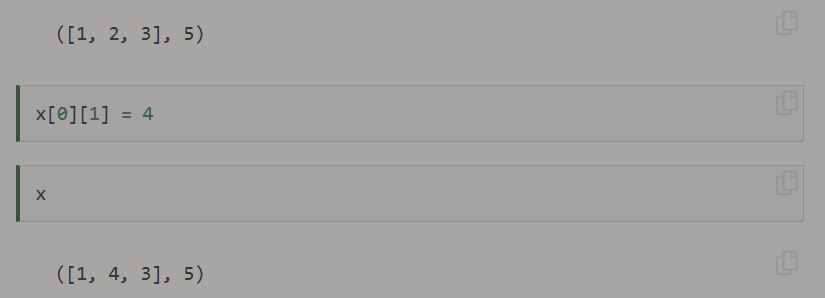 ([1, 2, 3], 5)
x[0][1] = 4
x
([1, 4, 3], 5)